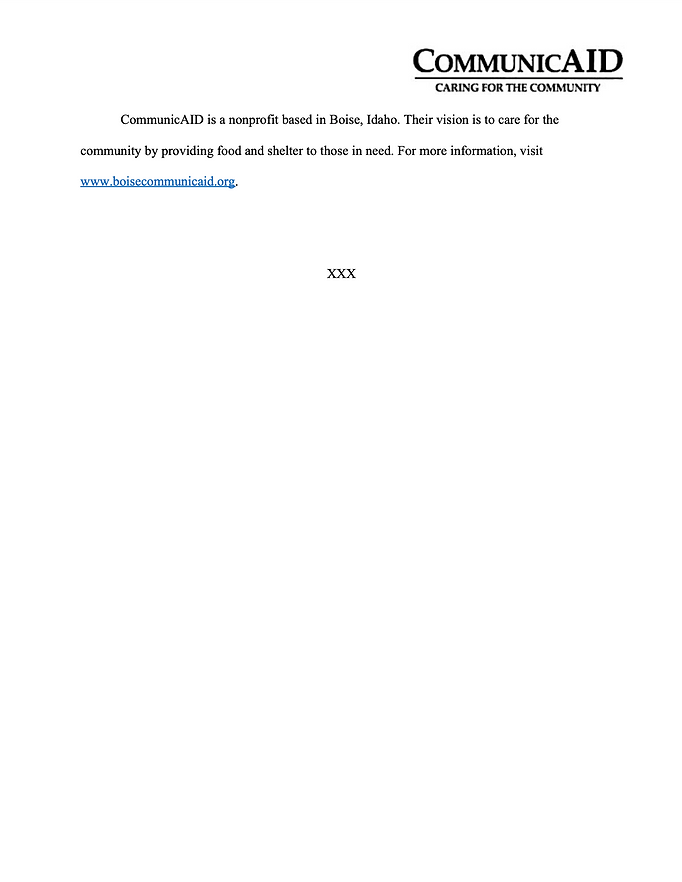 COMMUNICAID
CARING FOR THE COMMUNITY
CommunicAID is a nonprofit based in Boise, Idaho. Their vision is to care for the
community by providing food and shelter to those in need. For more information, visit
www.boisecommunicaid.org.
XXX